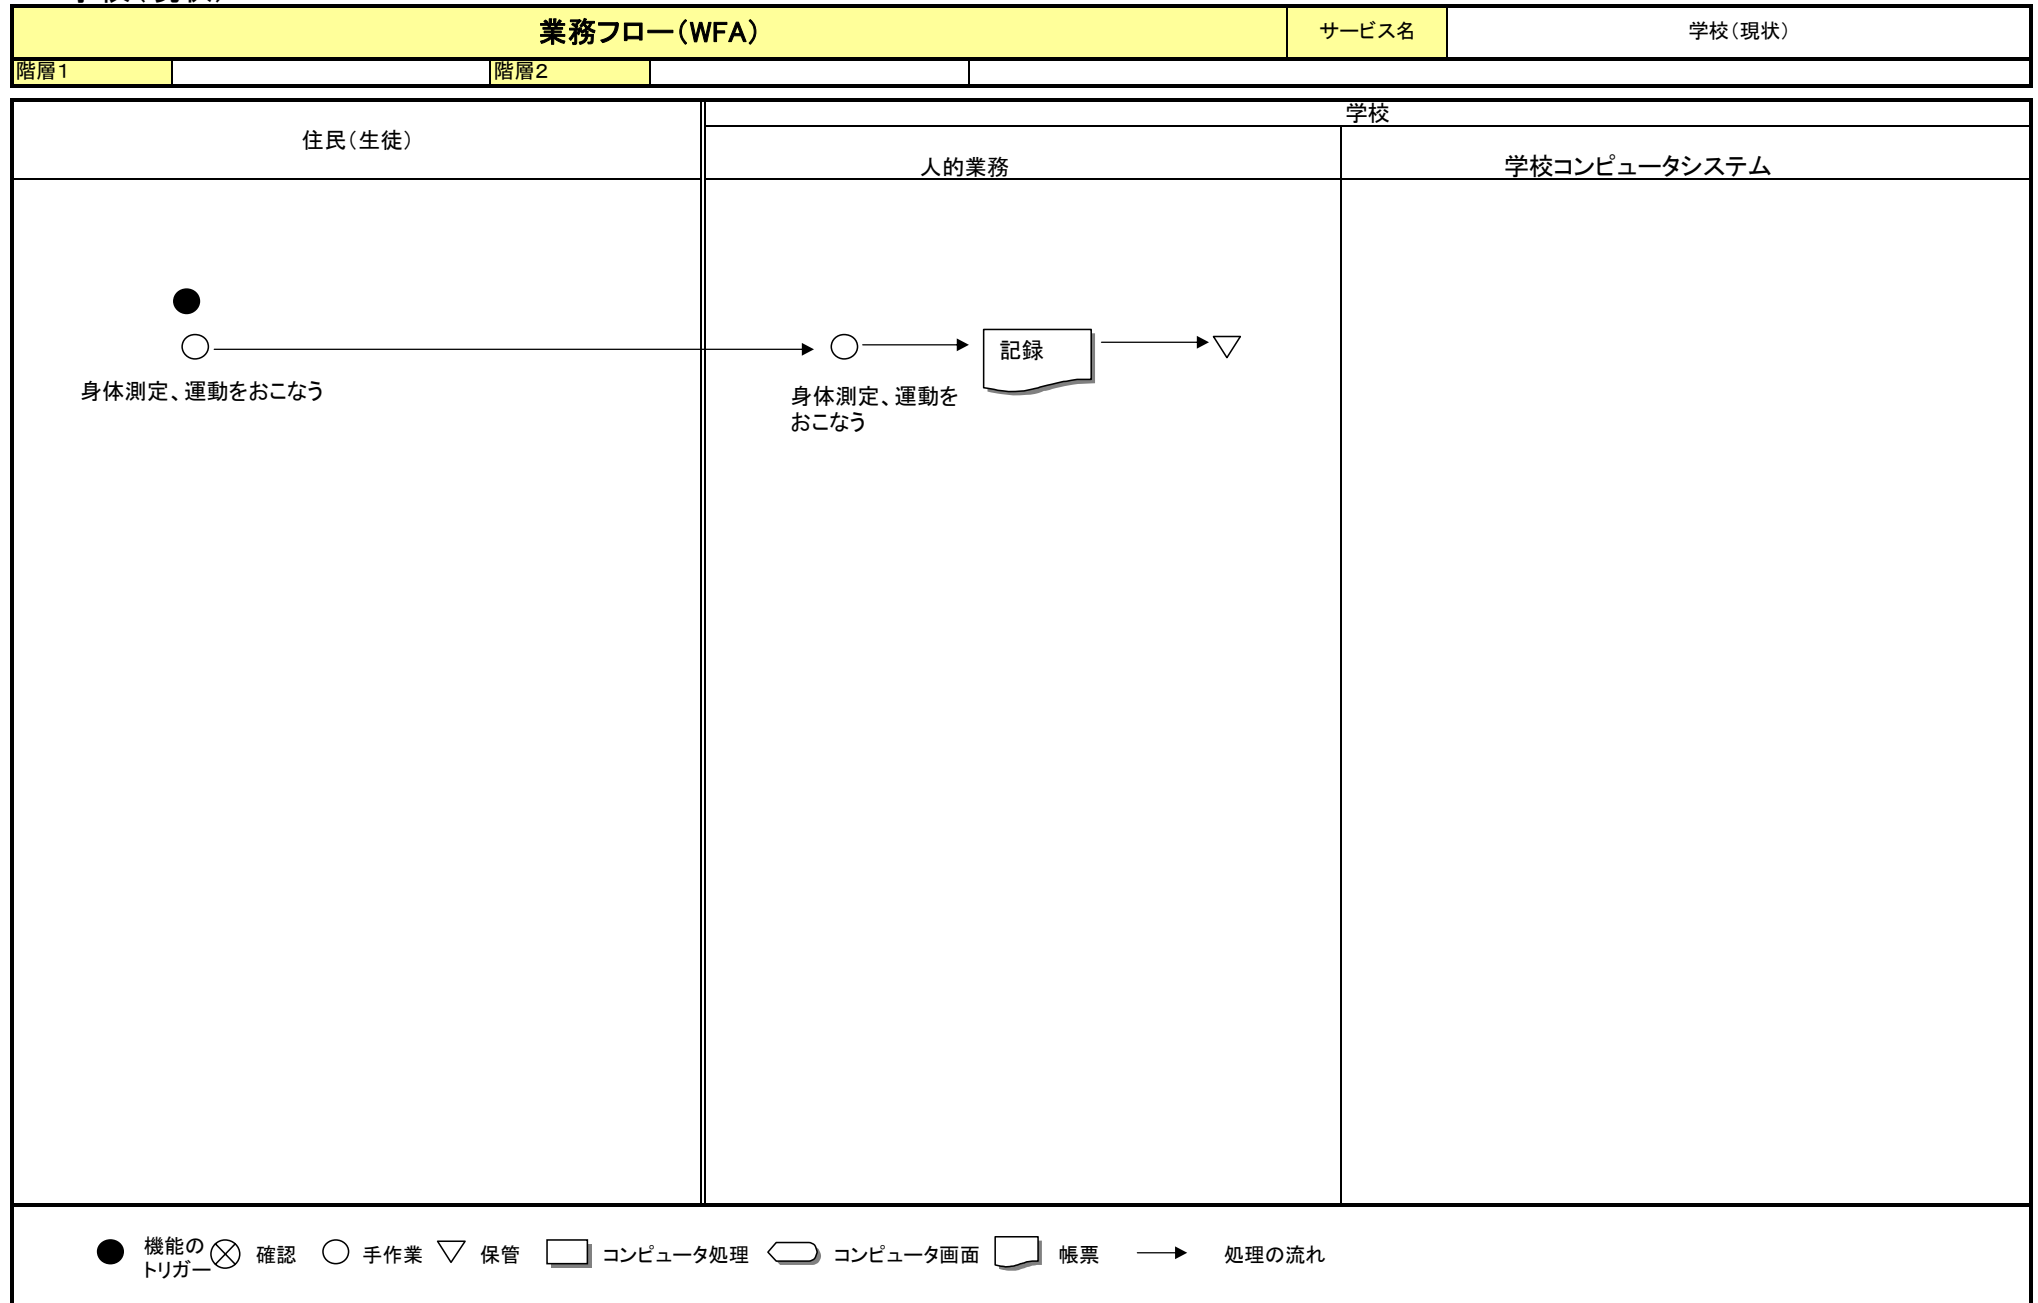 業務フロー（WFA）
サービス名
学校（現状）
階層１
階層２
住民（生徒）
学校
人的業務
学校コンピュータシステム
記録
身体測定、運動をおこなう
身体測定、運動を
おこなう
機能の
トリガー
確認
手作業
保管
コンピュータ処理
コンピュータ画面
帳票
処理の流れ